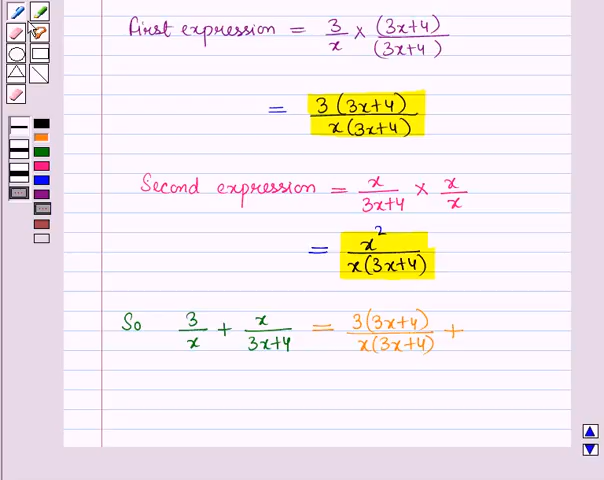 First expression = 3/x × (3x+4)/(3x+4)
= 3(3x+4)/x(3x+4)
Second expression = x/3x+4 × x/x
= x²/x(3x+4)
So 3/x + x/3x+4 = 3(3x+4)/x(3x+4) +